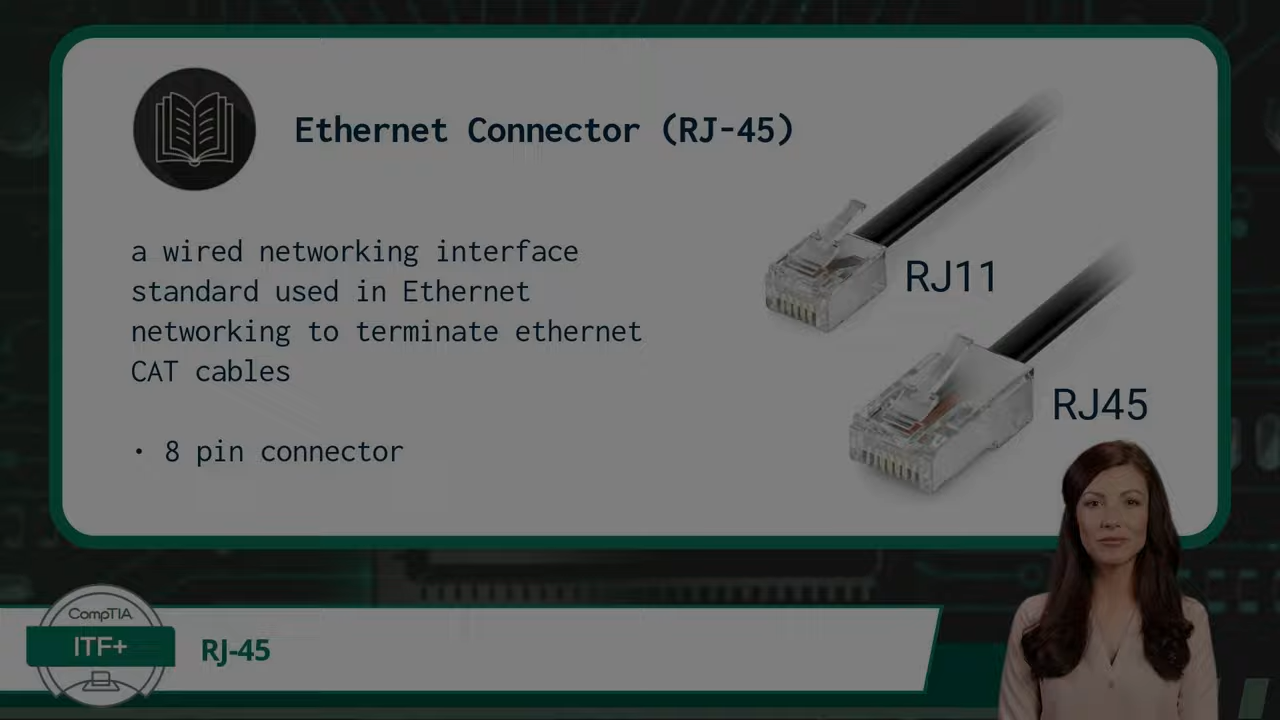 Ethernet Connector (RJ-45)
a wired networking interface
standard used in Ethernet
networking to terminate ethernet
CAT cables
• 8 pin connector
RJ11
RJ45
CompTIA
ITF+
RJ-45